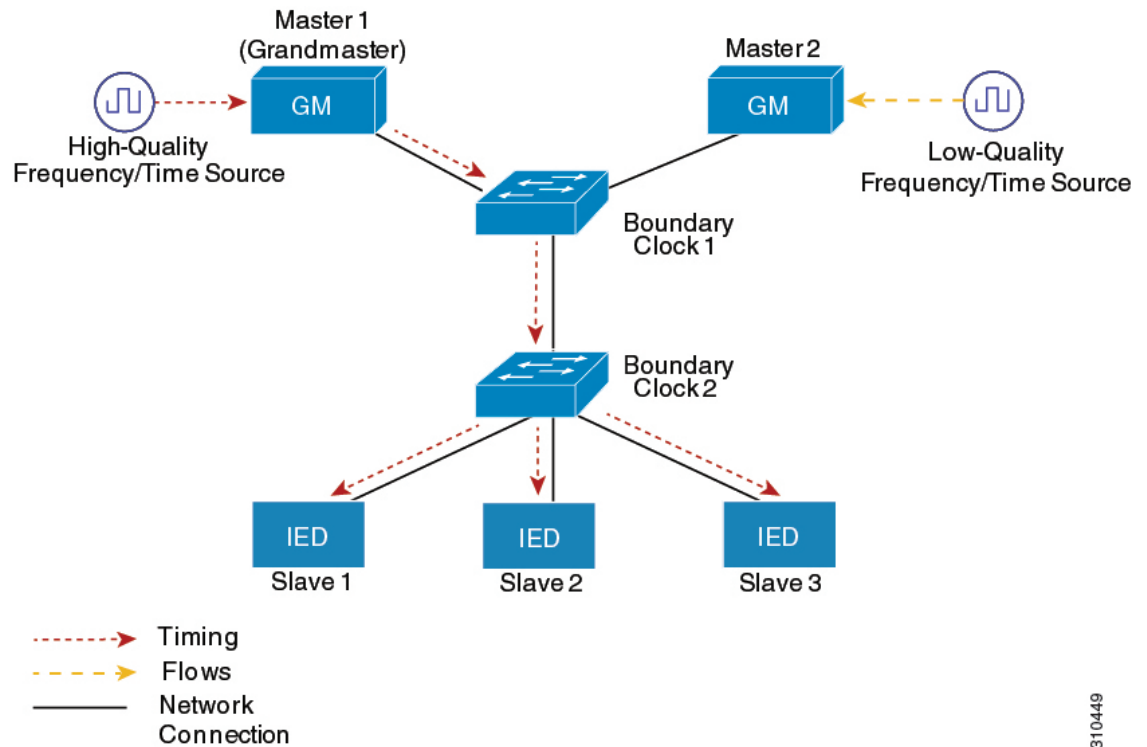 Master 1
(Grandmaster)
Master 2
GM
GM
High-Quality
Frequency/Time Source
Low-Quality
Frequency/Time Source
Boundary
Clock 1
Boundary
Clock 2
IED
IED
IED
Slave 1
Slave 2
Slave 3
Timing
Flows
Network
Connection
310449